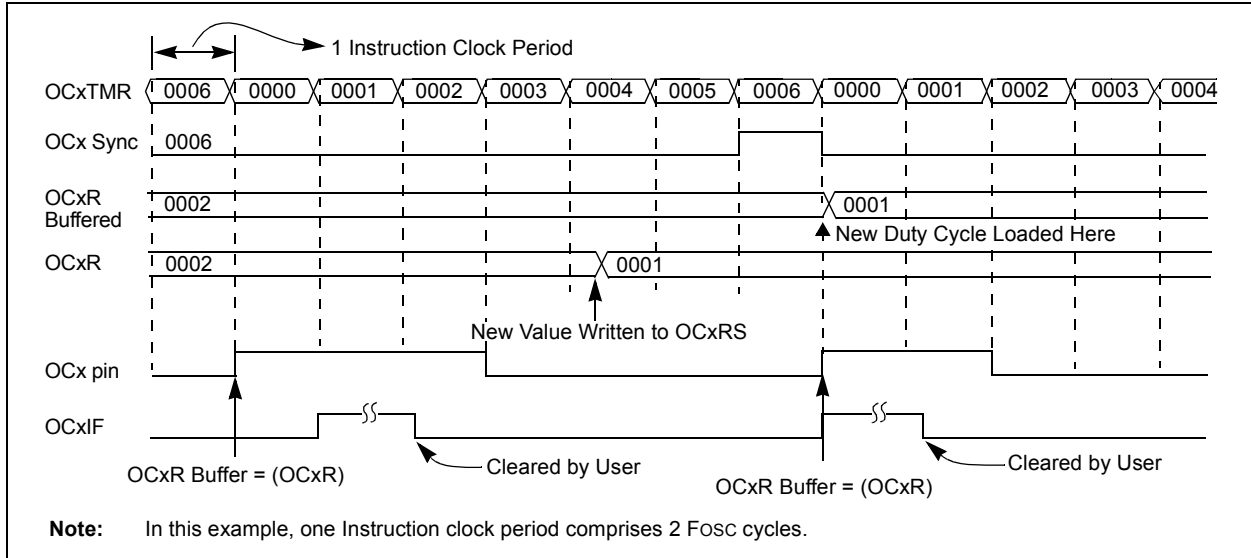 1 Instruction Clock Period
OCxTMR 0006 0000 0001 0002 0003 0004 0005 0006 0000 0001 0002 0003 0004
OCx Sync 0006
OCxR
Buffered 0002 0001
New Duty Cycle Loaded Here
OCxR 0002 0001
New Value Written to OCxRS
OCx pin
OCxIF
Cleared by User Cleared by User
OCxR Buffer = (OCxR) OCxR Buffer = (OCxR)
Note: In this example, one Instruction clock period comprises 2 FOSC cycles.